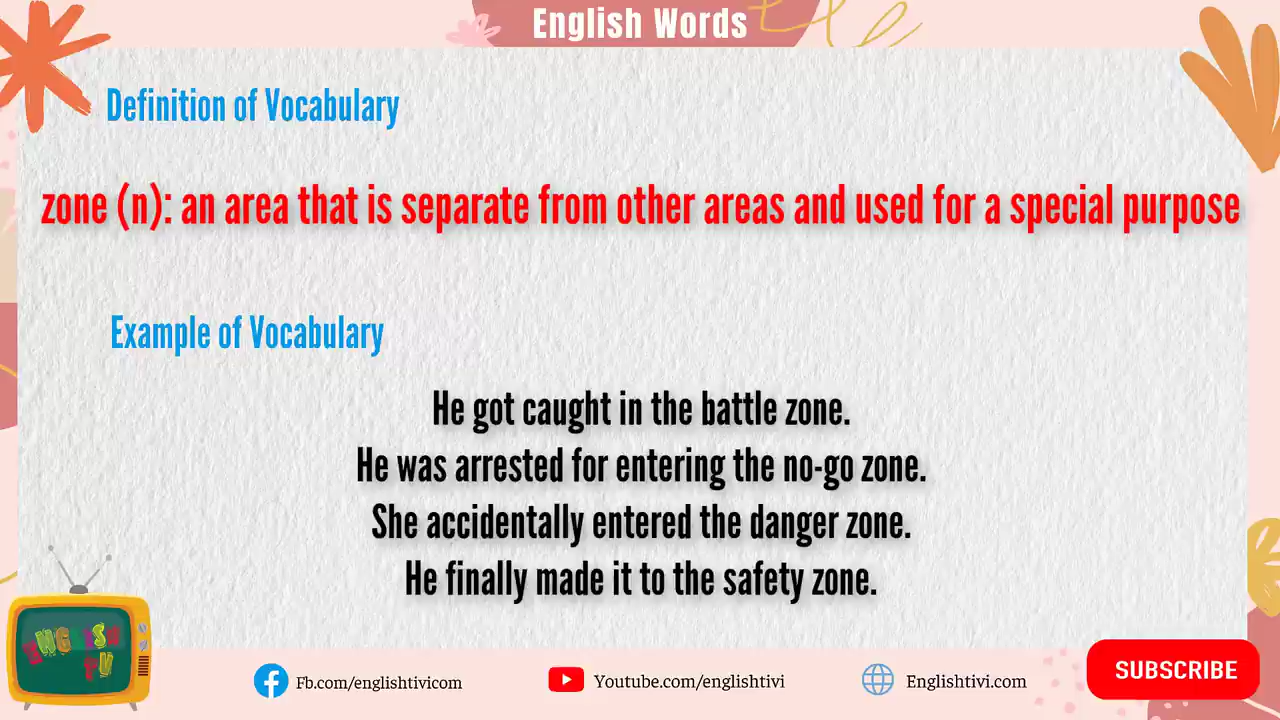 English Words
Definition of Vocabulary
zone (n): an area that is separate from other areas and used for a special purpose
Example of Vocabulary
He got caught in the battle zone.
He was arrested for entering the no-go zone.
She accidentally entered the danger zone.
He finally made it to the safety zone.
ENGLISH
TV
Fb.com/englishtivicom
Youtube.com/englishtivi
Englishtivi.com
SUBSCRIBE